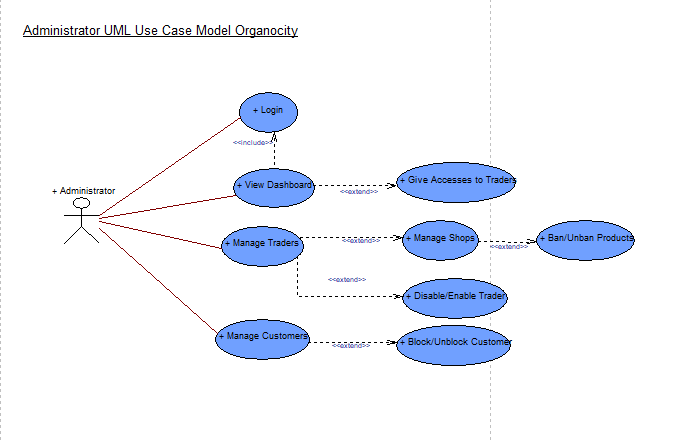 Administrator UML Use Case Model Organocity
+ Login
<<include>>
+ Administrator
+ View Dashboard
<<extend>>
+ Give Accesses to Traders
+ Manage Traders
<<extend>>
+ Manage Shops
<<extend>>
+ Ban/Unban Products
<<extend>>
+ Disable/Enable Trader
+ Manage Customers
<<extend>>
+ Block/Unblock Customer